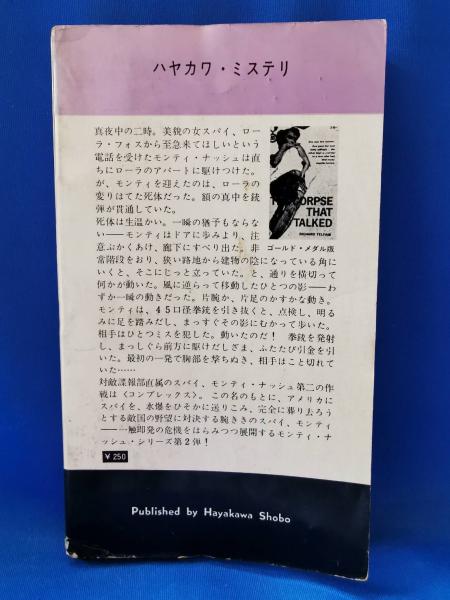 ハヤカワ・ミステリ
真夜中の二時。美貌の女スパイ、ロー
ラ・フォスから至急来てほしいという
電話を受けたモンティ・ナッシュは直
ちにローラのアパートに駆けつけた。
が、モンティを迎えたのは、ローラの
変りはてた死体だった。額の真中を銃
弾が貫通していた。
死体は生温かい。一瞬の猶予もならな
い――モンティはドアに歩みより、注
意ぶかくあけ、廊下にすべり出た。非
常階段をおり、狭い路地から建物の陰になっている角に
いくと、そこにじっと立っていた。と、通りを横切って
何かが動いた。風に逆らって移動したひとつの影――わ
ずか一瞬の動きだった。片腕か、片足のかすかな動き。
モンティは、45口径拳銃を引き抜くと、点検し、明る
みに足を踏みだし、まっすぐその影にむかって歩いた。
相手はひとつミスを犯した。動いたのだ! 拳銃を発射
し、まっしぐら前方に駆けだしざま、ふたたび引金を引
いた。最初の一発で胸部を撃ちぬき、相手はこと切れて
いた……
対敵諜報部直属のスパイ、モンティ・ナッシュ第二の作
戦は〈コンプレックス〉。この名のもとに、アメリカに
スパイを、水爆をひそかに送りこみ、完全に葬り去ろう
とする敵国の野望に対決する腕ききのスパイ、モンティ
――一触即発の危機をはらみつつ展開するモンティ・ナ
ッシュ・シリーズ第2弾!
CORPSE
THAT
TALKED
RICHARD TELFAIR
ゴールド・メダル版
¥ 250
Published by Hayakawa Shobo